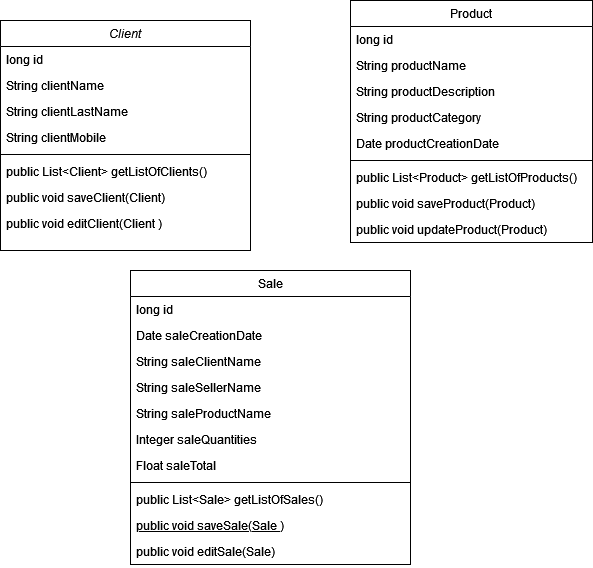 Client
long id
String clientName
String clientLastName
String clientMobile
public List<Client> getListOfClients()
public void saveClient(Client)
public void editClient(Client )
Product
long id
String productName
String productDescription
String productCategory
Date productCreationDate
public List<Product> getListOfProducts()
public void saveProduct(Product)
public void updateProduct(Product)
Sale
long id
Date saleCreationDate
String saleClientName
String saleSellerName
String saleProductName
Integer saleQuantities
Float saleTotal
public List<Sale> getListOfSales()
public void saveSale(Sale )
public void editSale(Sale)